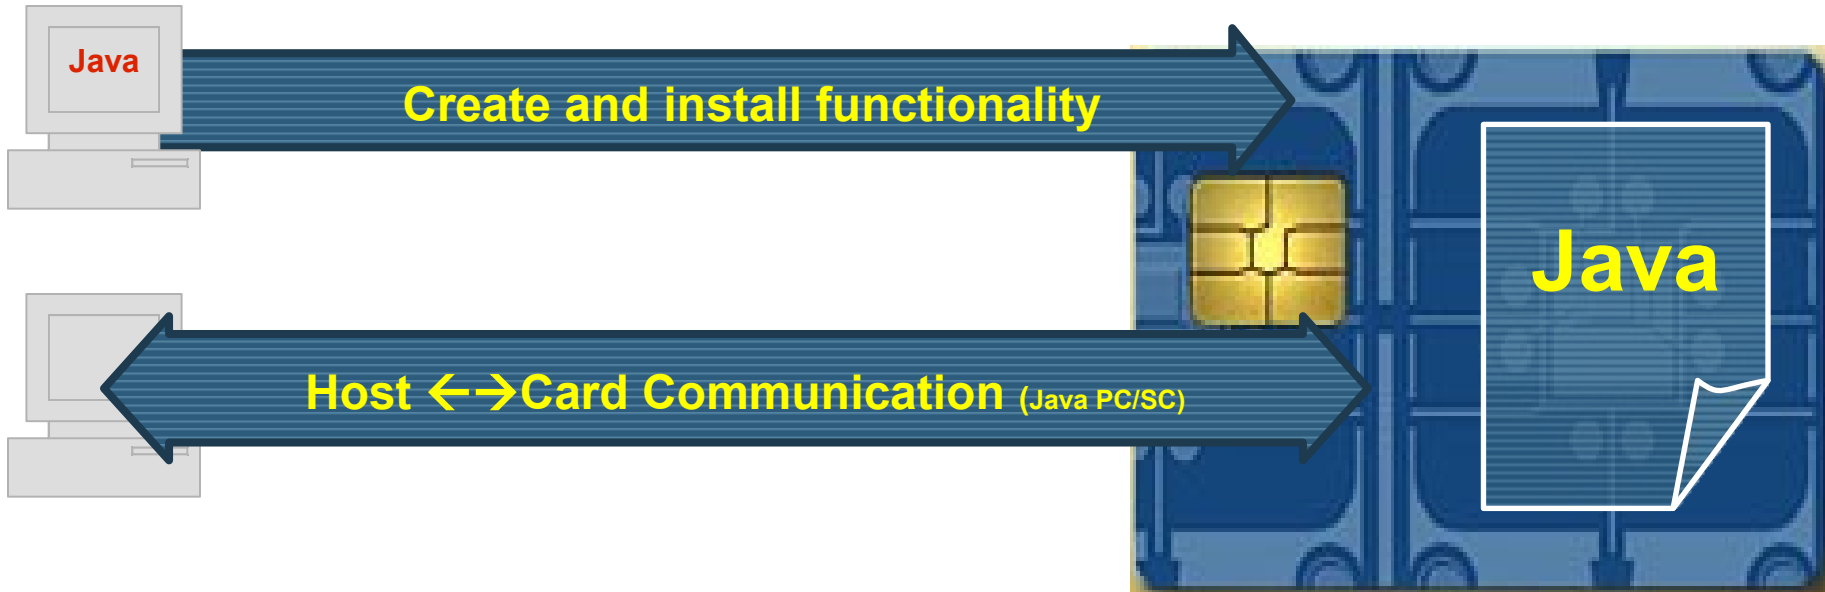 Java
Create and install functionality
Java
Host ←→Card Communication (Java PC/SC)